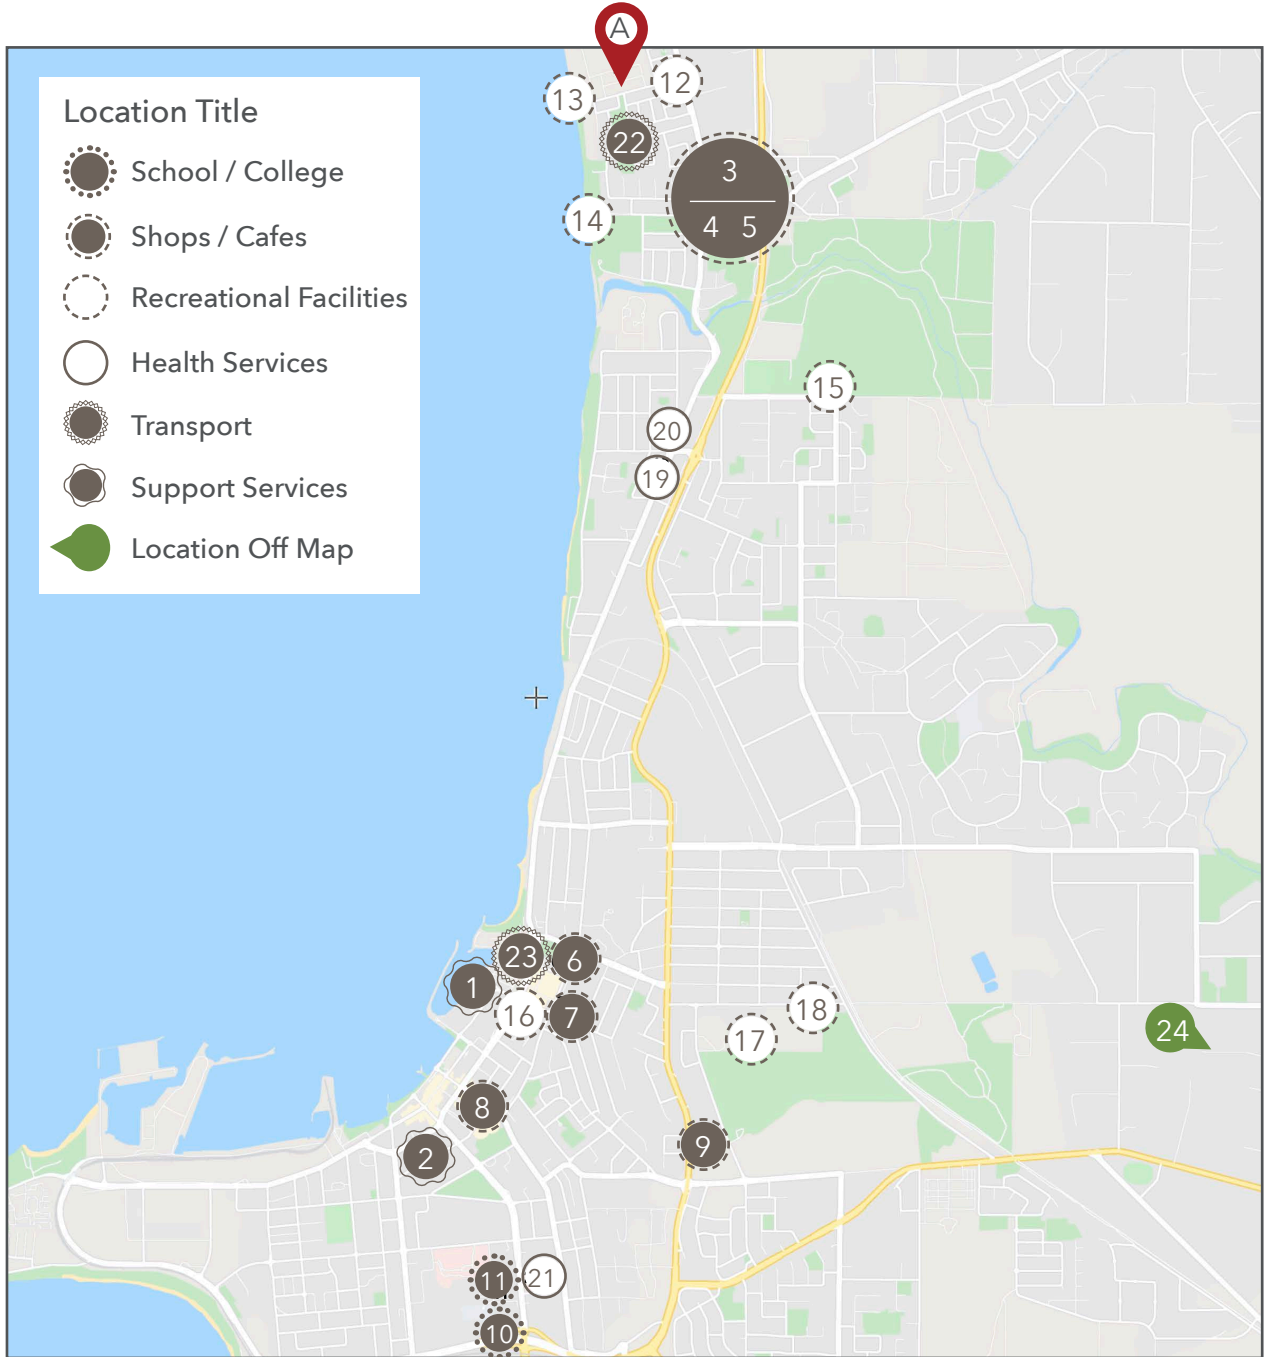 A
12
13
Location Title
22
School / College
3
4 5
14
Shops / Cafes
Recreational Facilities
Health Services
15
20
Transport
19
Support Services
Location Off Map
23
6
1
16
7
18
17
24
8
9
2
11
21
10